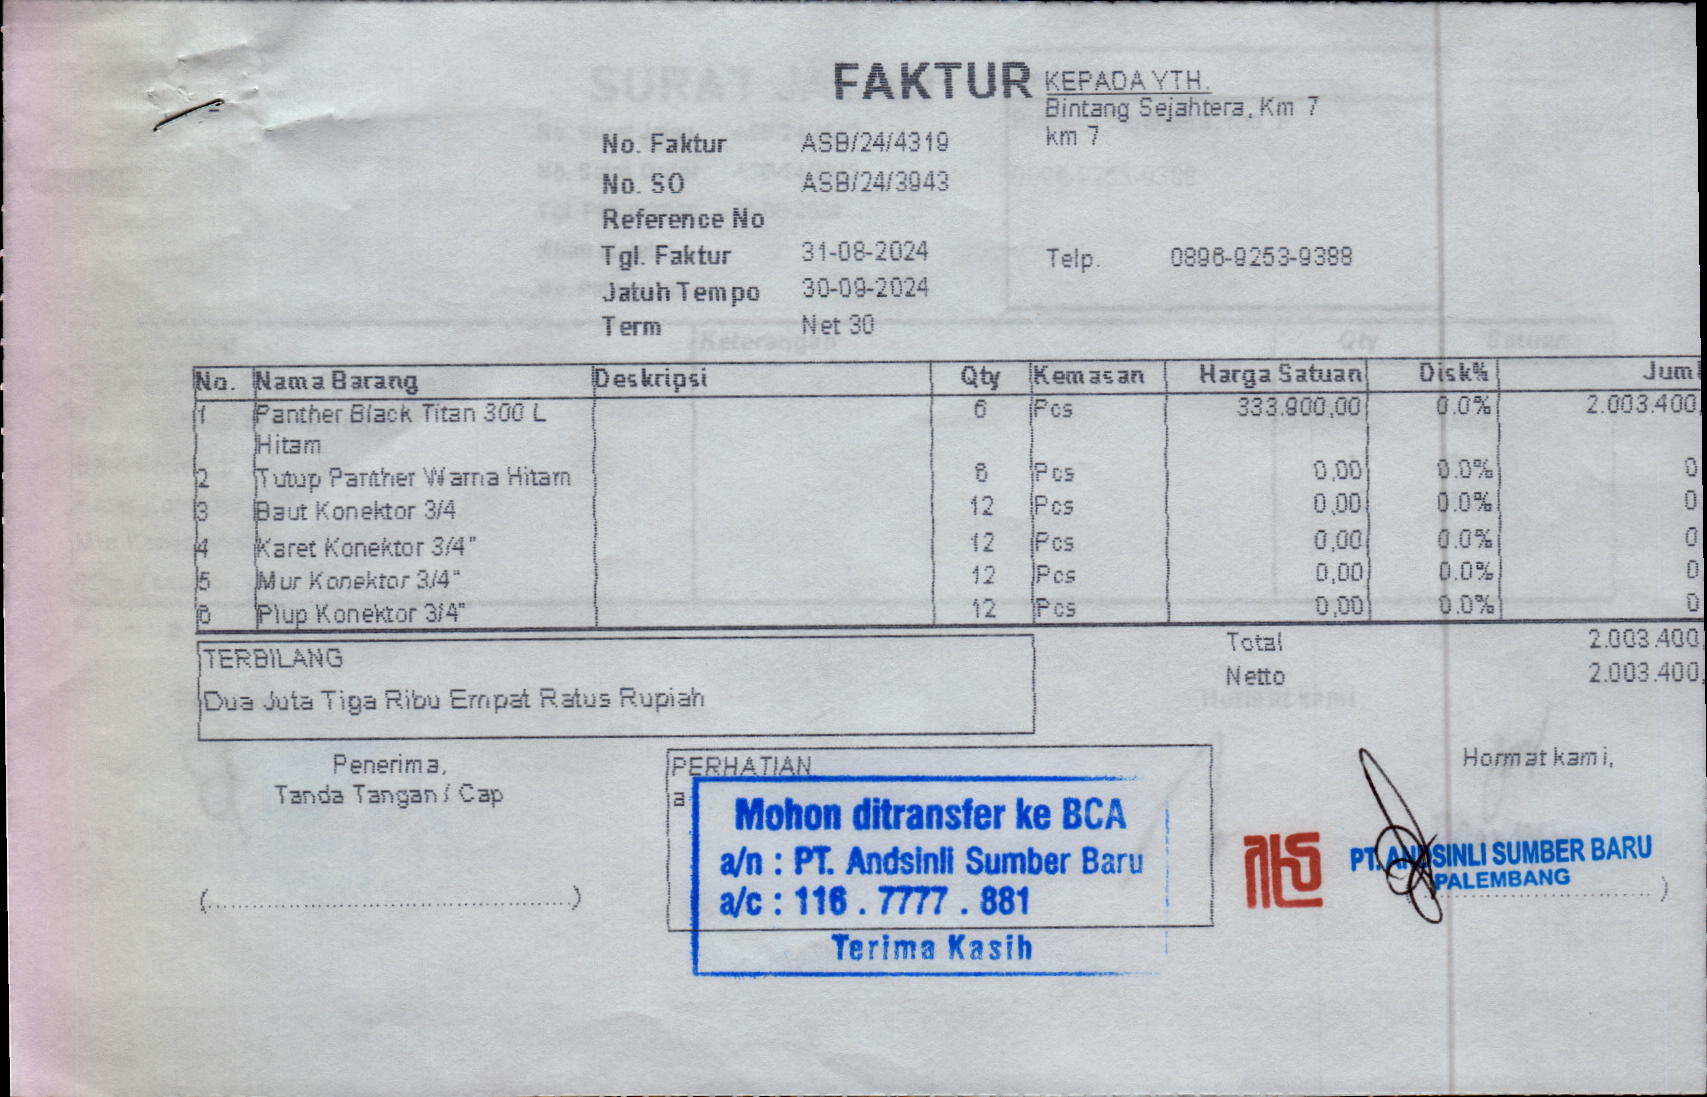 FAKTUR
KEPADA YTH.
Bintang Sejahtera, Km 7
km 7
No. Faktur ASB/24/4319
No. SO ASB/24/3943
Reference No
Tgl. Faktur 31-08-2024
Telp. 0896-9253-9388
Jatuh Tempo 30-09-2024
Term Net 30
No. Nama Barang Deskripsi Qty Kemasan Harga Satuan Disk% Juml
1 Panther Black Titan 300 L 6 Pcs 333.900,00 0.0% 2.003.400,
Hitam
2 Tutup Panther Warna Hitam 6 Pcs 0,00 0.0% 0
3 Baut Konektor 3/4 12 Pcs 0,00 0.0% 0
4 Karet Konektor 3/4" 12 Pcs 0,00 0.0% 0
5 Mur Konektor 3/4" 12 Pcs 0,00 0.0% 0
6 Plup Konektor 3/4" 12 Pcs 0,00 0.0% 0
Total 2.003.400,
Netto 2.003.400,
TERBILANG
Dua Juta Tiga Ribu Empat Ratus Rupiah
Penerima,
Tanda Tangan / Cap
PERHATIAN
a
Mohon ditransfer ke BCA
a/n : PT. Andsinli Sumber Baru
a/c : 116 . 7777 . 881
Terima Kasih
Hormat kami,
PT. ANDSINLI SUMBER BARU
PALEMBANG